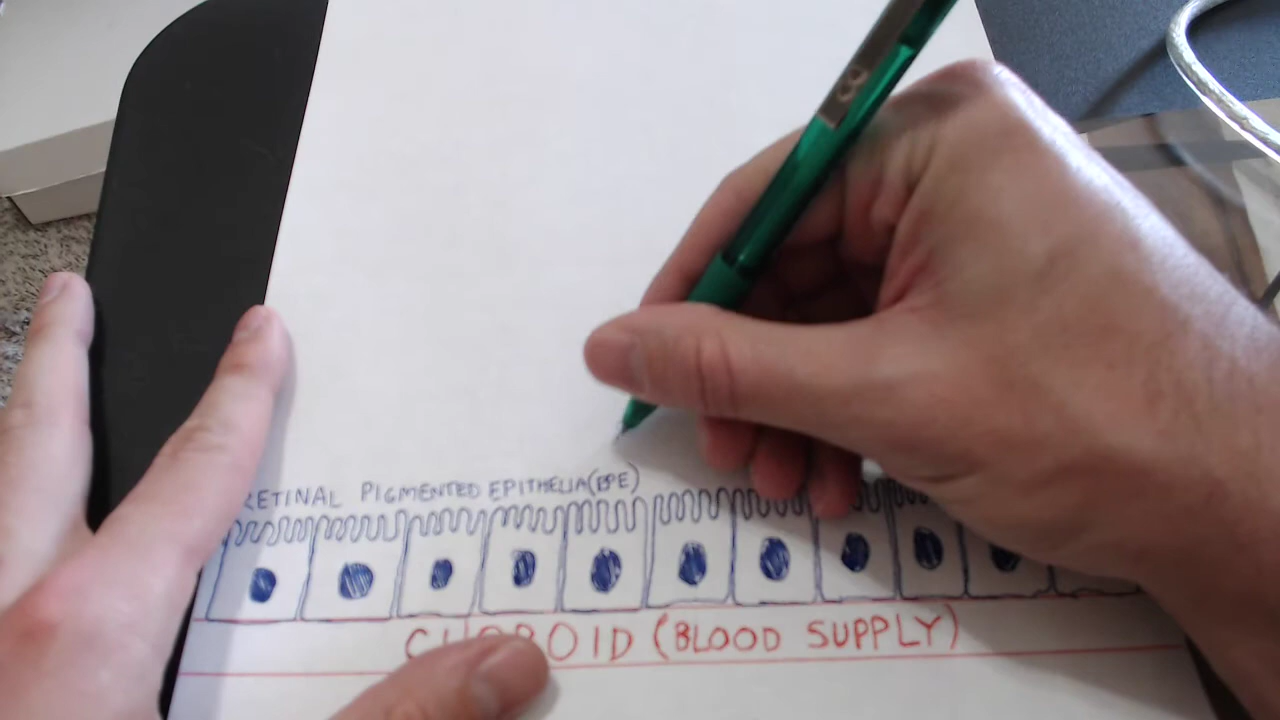 RETINAL PIGMENTED EPITHELIA (RPE)
CHOROID (BLOOD SUPPLY)